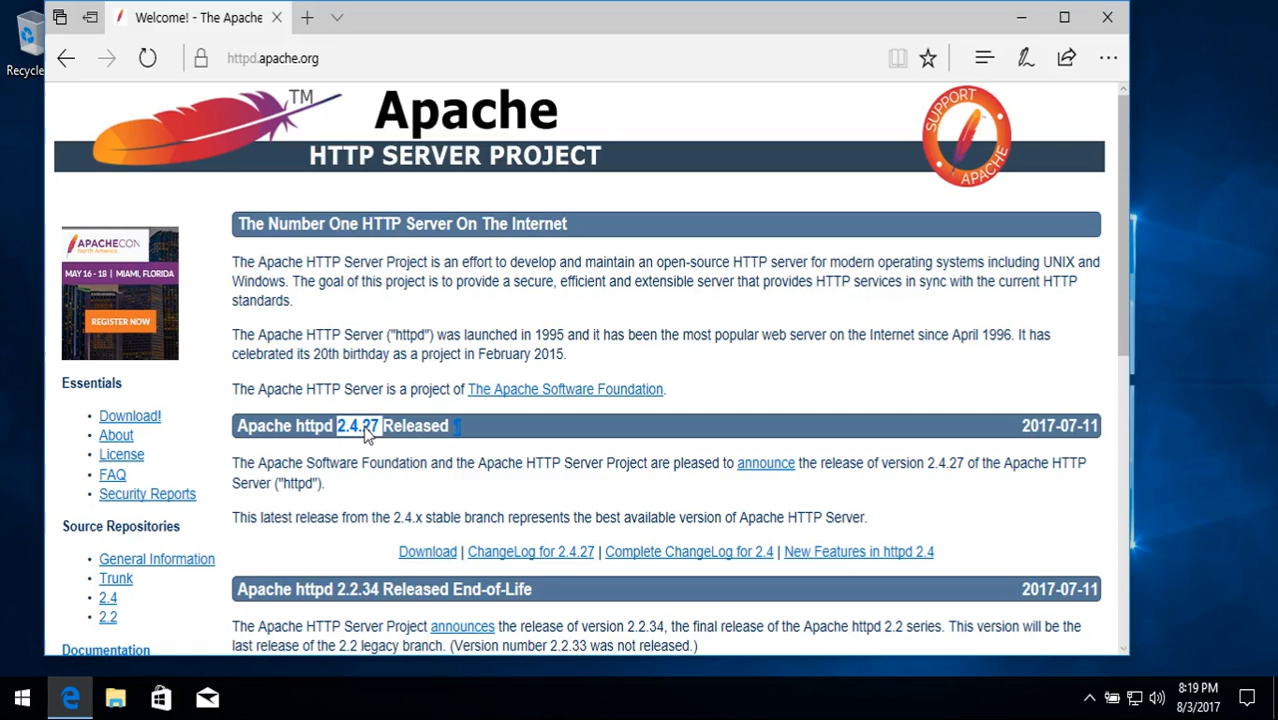 Recycle
Welcome! - The Apache
httpd.apache.org
TM
Apache
HTTP SERVER PROJECT
SUPPORT
APACHE
The Number One HTTP Server On The Internet
The Apache HTTP Server Project is an effort to develop and maintain an open-source HTTP server for modern operating systems including UNIX and
Windows. The goal of this project is to provide a secure, efficient and extensible server that provides HTTP services in sync with the current HTTP
standards.
The Apache HTTP Server ("httpd") was launched in 1995 and it has been the most popular web server on the Internet since April 1996. It has
celebrated its 20th birthday as a project in February 2015.
The Apache HTTP Server is a project of The Apache Software Foundation.
APACHECON
North America
MAY 16 - 18 | MIAMI, FLORIDA
REGISTER NOW
Essentials
• Download!
• About
• License
• FAQ
• Security Reports
Source Repositories
• General Information
• Trunk
• 2.4
• 2.2
Documentation
Apache httpd 2.4.27 Released ¶ 2017-07-11
The Apache Software Foundation and the Apache HTTP Server Project are pleased to announce the release of version 2.4.27 of the Apache HTTP
Server ("httpd").
This latest release from the 2.4.x stable branch represents the best available version of Apache HTTP Server.
Download | ChangeLog for 2.4.27 | Complete ChangeLog for 2.4 | New Features in httpd 2.4
Apache httpd 2.2.34 Released End-of-Life 2017-07-11
The Apache HTTP Server Project announces the release of version 2.2.34, the final release of the Apache httpd 2.2 series. This version will be the
last release of the 2.2 legacy branch. (Version number 2.2.33 was not released.)
8:19 PM
8/3/2017